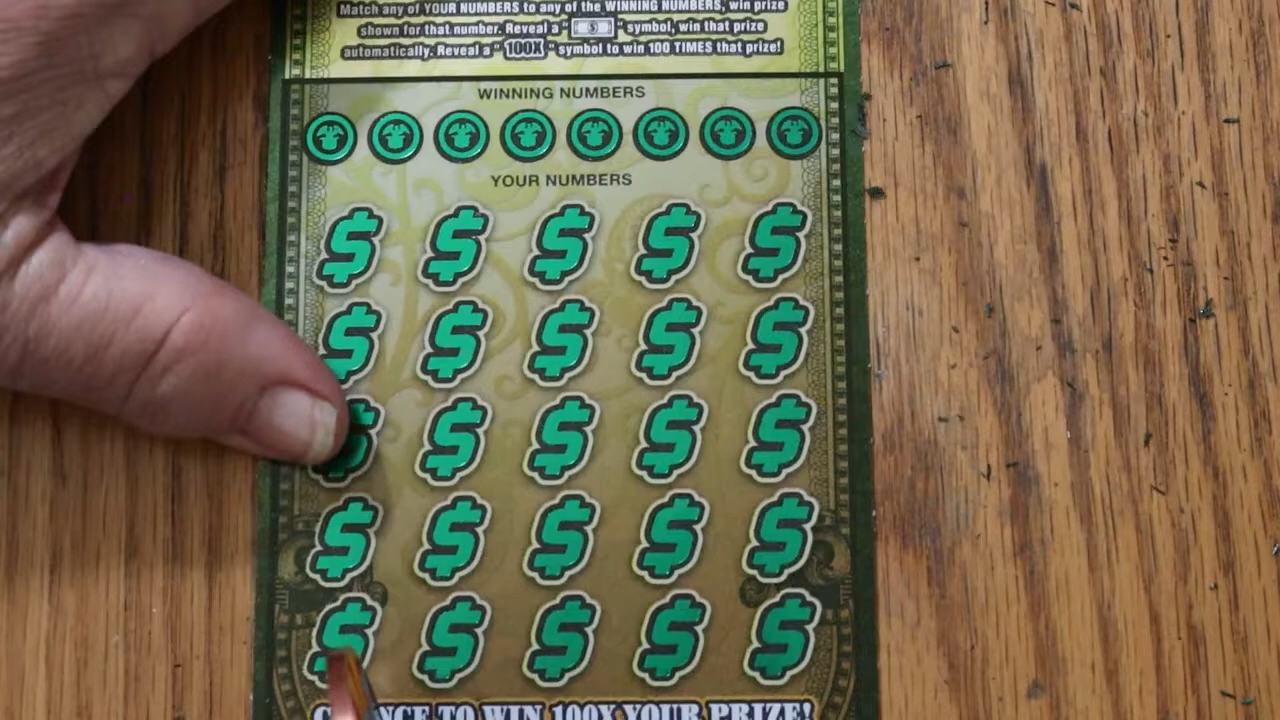 Match any of YOUR NUMBERS to any of the WINNING NUMBERS, win prize
shown for that number. Reveal a " $ " symbol, win that prize
automatically. Reveal a " 100X " symbol to win 100 TIMES that prize!
WINNING NUMBERS
YOUR NUMBERS
$ $ $ $ $
$ $ $ $ $
$ $ $ $ $
$ $ $ $ $
$ $ $ $ $
CHANCE TO WIN 100X YOUR PRIZE!